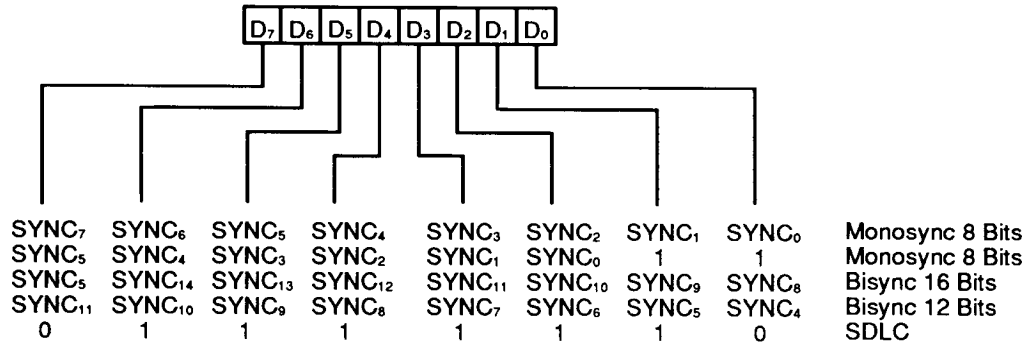 D₇ D₆ D₅ D₄ D₃ D₂ D₁ D₀
SYNC₇ SYNC₆ SYNC₅ SYNC₄ SYNC₃ SYNC₂ SYNC₁ SYNC₀ Monosync 8 Bits
SYNC₅ SYNC₄ SYNC₃ SYNC₂ SYNC₁ SYNC₀ 1 1 Monosync 8 Bits
SYNC₅ SYNC₁₄ SYNC₁₃ SYNC₁₂ SYNC₁₁ SYNC₁₀ SYNC₉ SYNC₈ Bisync 16 Bits
SYNC₁₁ SYNC₁₀ SYNC₉ SYNC₈ SYNC₇ SYNC₆ SYNC₅ SYNC₄ Bisync 12 Bits
0 1 1 1 1 1 1 0 SDLC